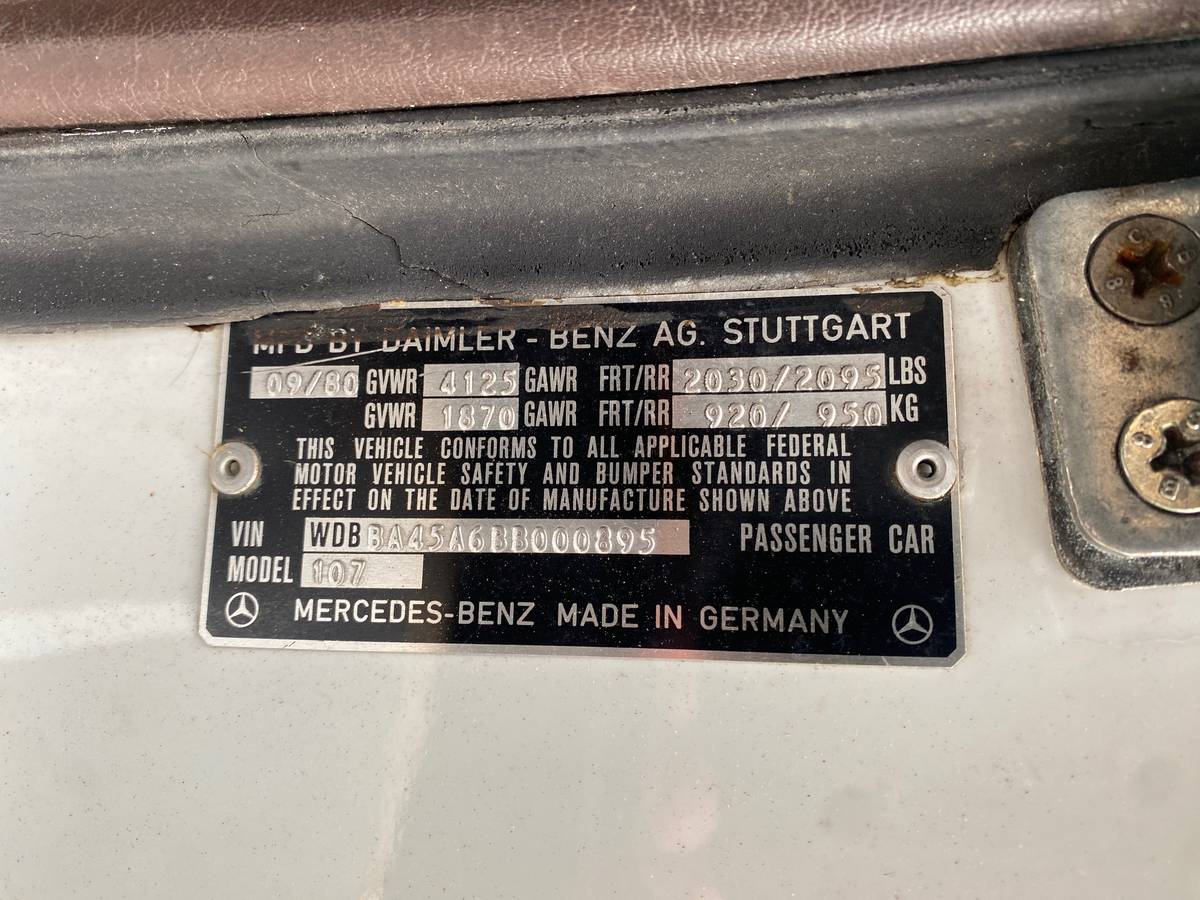 MFD BY DAIMLER - BENZ AG. STUTTGART
09/80 GVWR 4125 GAWR FRT/RR 2030/2095 LBS
GVWR 1870 GAWR FRT/RR 920/ 950 KG
THIS VEHICLE CONFORMS TO ALL APPLICABLE FEDERAL
MOTOR VEHICLE SAFETY AND BUMPER STANDARDS IN
EFFECT ON THE DATE OF MANUFACTURE SHOWN ABOVE
VIN WDBBA45A6BB000895 PASSENGER CAR
MODEL 107
MERCEDES-BENZ MADE IN GERMANY